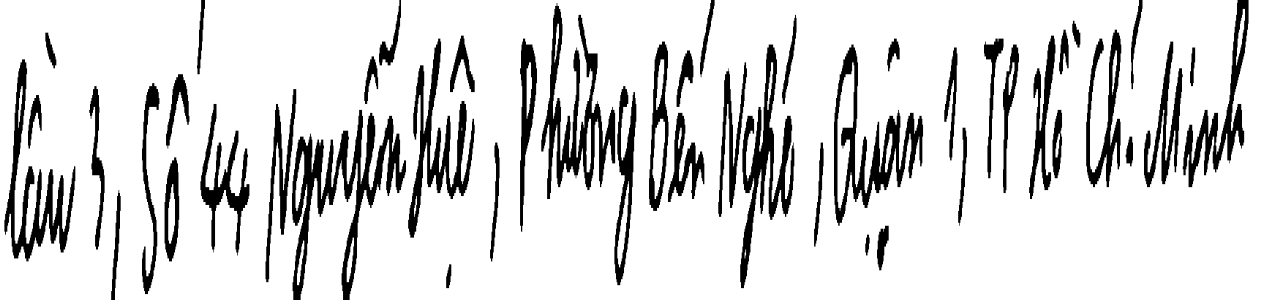 lầu 3, Số 44 Nguyễn Huệ, Phường Bến Nghé, Quận 1, TP Hồ Chí Minh